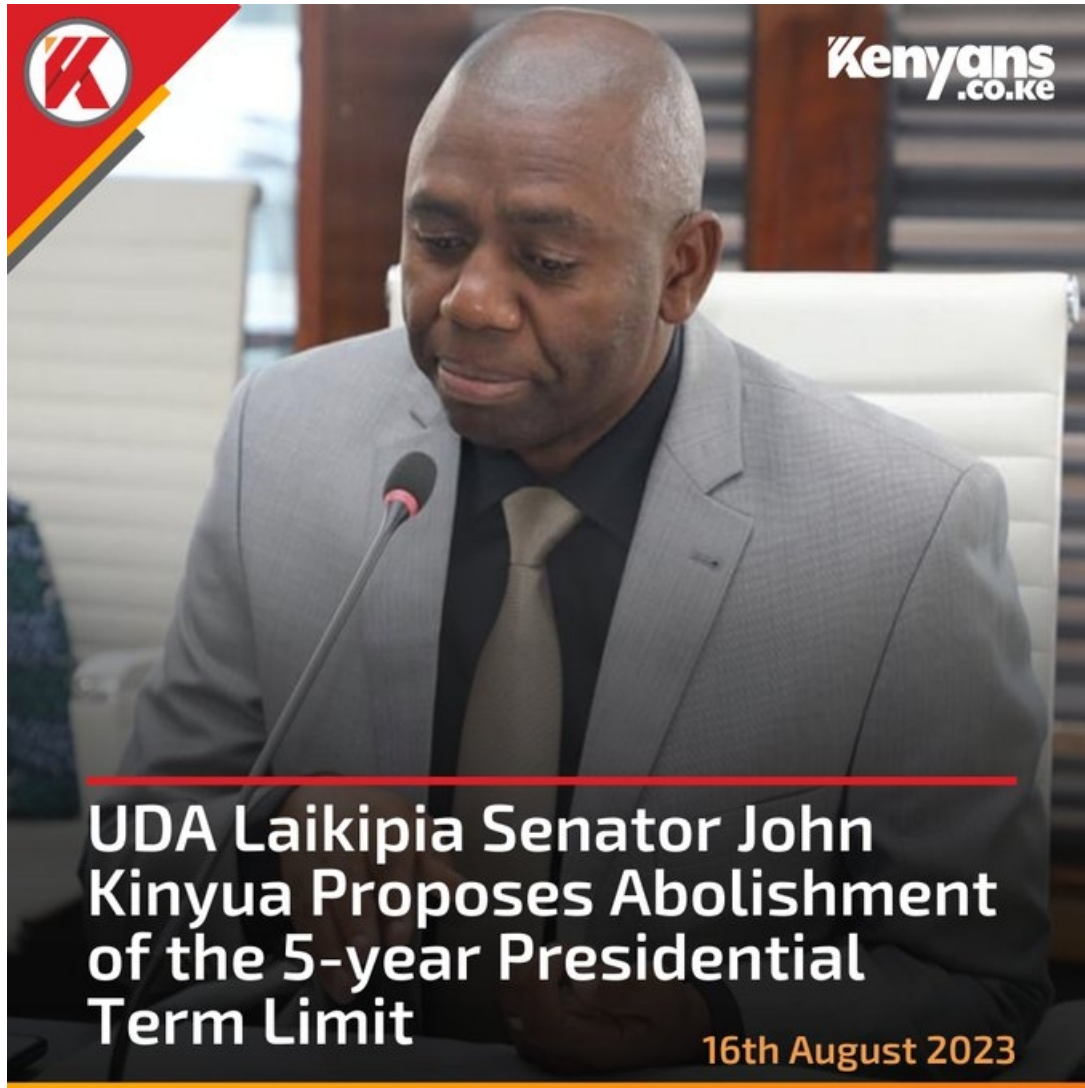 Kenyans
.co.ke
UDA Laikipia Senator John
Kinyua Proposes Abolishment
of the 5-year Presidential
Term Limit
16th August 2023